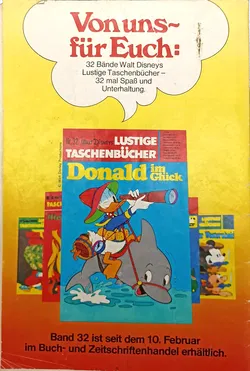 Von uns~
für Euch:
32 Bände Walt Disneys
Lustige Taschenbücher –
32 mal Spaß und
Unterhaltung.
LUSTIGE
TASCHENBÜCHER
Donald im
Glück
Band 32 ist seit dem 10. Februar
im Buch- und Zeitschriftenhandel erhältlich.